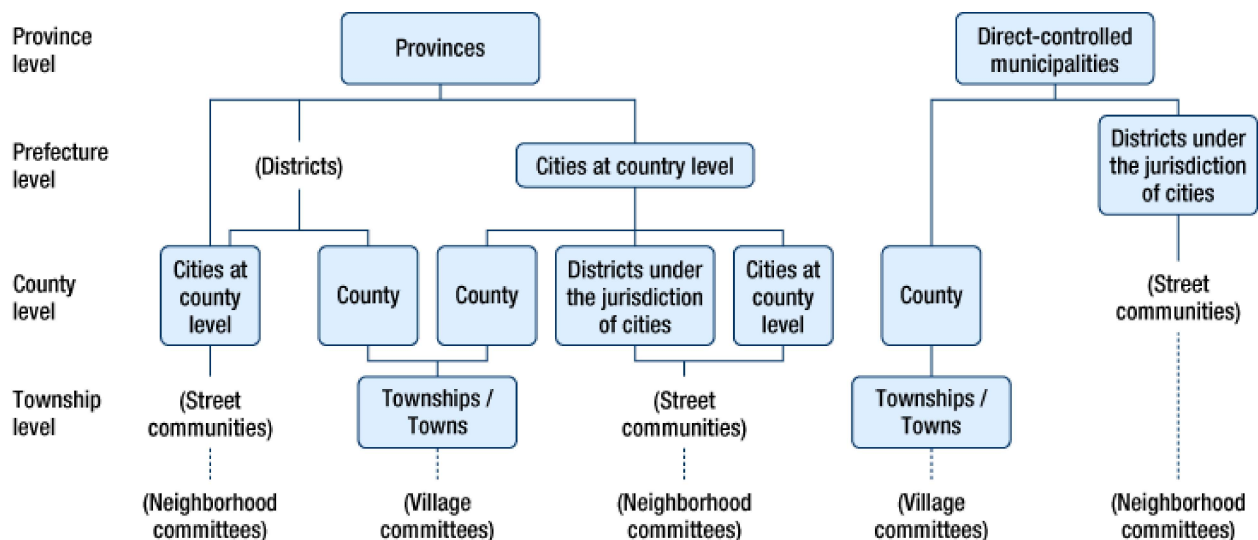 Province
level
Provinces
Direct-controlled
municipalities
Prefecture
level
(Districts)
Cities at country level
Districts under
the jurisdiction
of cities
County
level
Cities at
county
level
County
County
Districts under
the jurisdiction
of cities
Cities at
county
level
County
(Street
communities)
Township
level
(Street
communities)
Townships /
Towns
(Street
communities)
Townships /
Towns
(Neighborhood
committees)
(Village
committees)
(Neighborhood
committees)
(Village
committees)
(Neighborhood
committees)